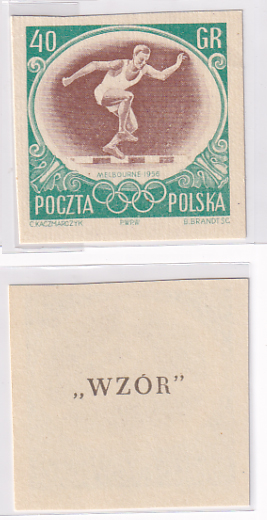 40 GR
MELBOURNE-1956
POCZTA POLSKA
C.KACZMARCZYK PWPW B.BRANDT SC.
„WZÓR”